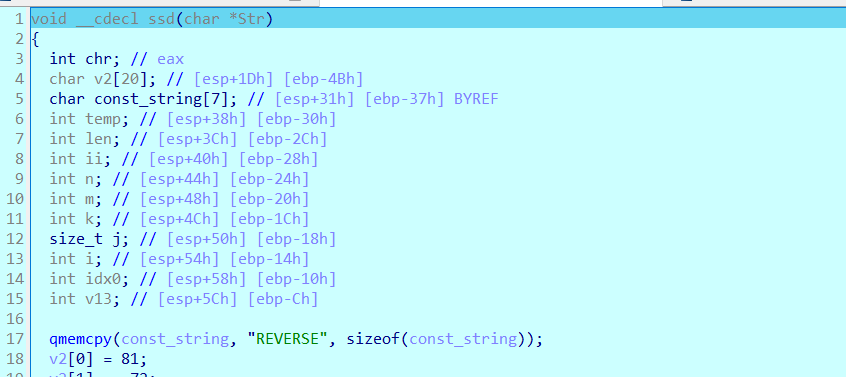 1 void __cdecl ssd(char *Str)
2 {
3 int chr; // eax
4 char v2[20]; // [esp+1Dh] [ebp-4Bh]
5 char const_string[7]; // [esp+31h] [ebp-37h] BYREF
6 int temp; // [esp+38h] [ebp-30h]
7 int len; // [esp+3Ch] [ebp-2Ch]
8 int ii; // [esp+40h] [ebp-28h]
9 int n; // [esp+44h] [ebp-24h]
10 int m; // [esp+48h] [ebp-20h]
11 int k; // [esp+4Ch] [ebp-1Ch]
12 size_t j; // [esp+50h] [ebp-18h]
13 int i; // [esp+54h] [ebp-14h]
14 int idx0; // [esp+58h] [ebp-10h]
15 int v13; // [esp+5Ch] [ebp-Ch]
16
17 qmemcpy(const_string, "REVERSE", sizeof(const_string));
18 v2[0] = 81;